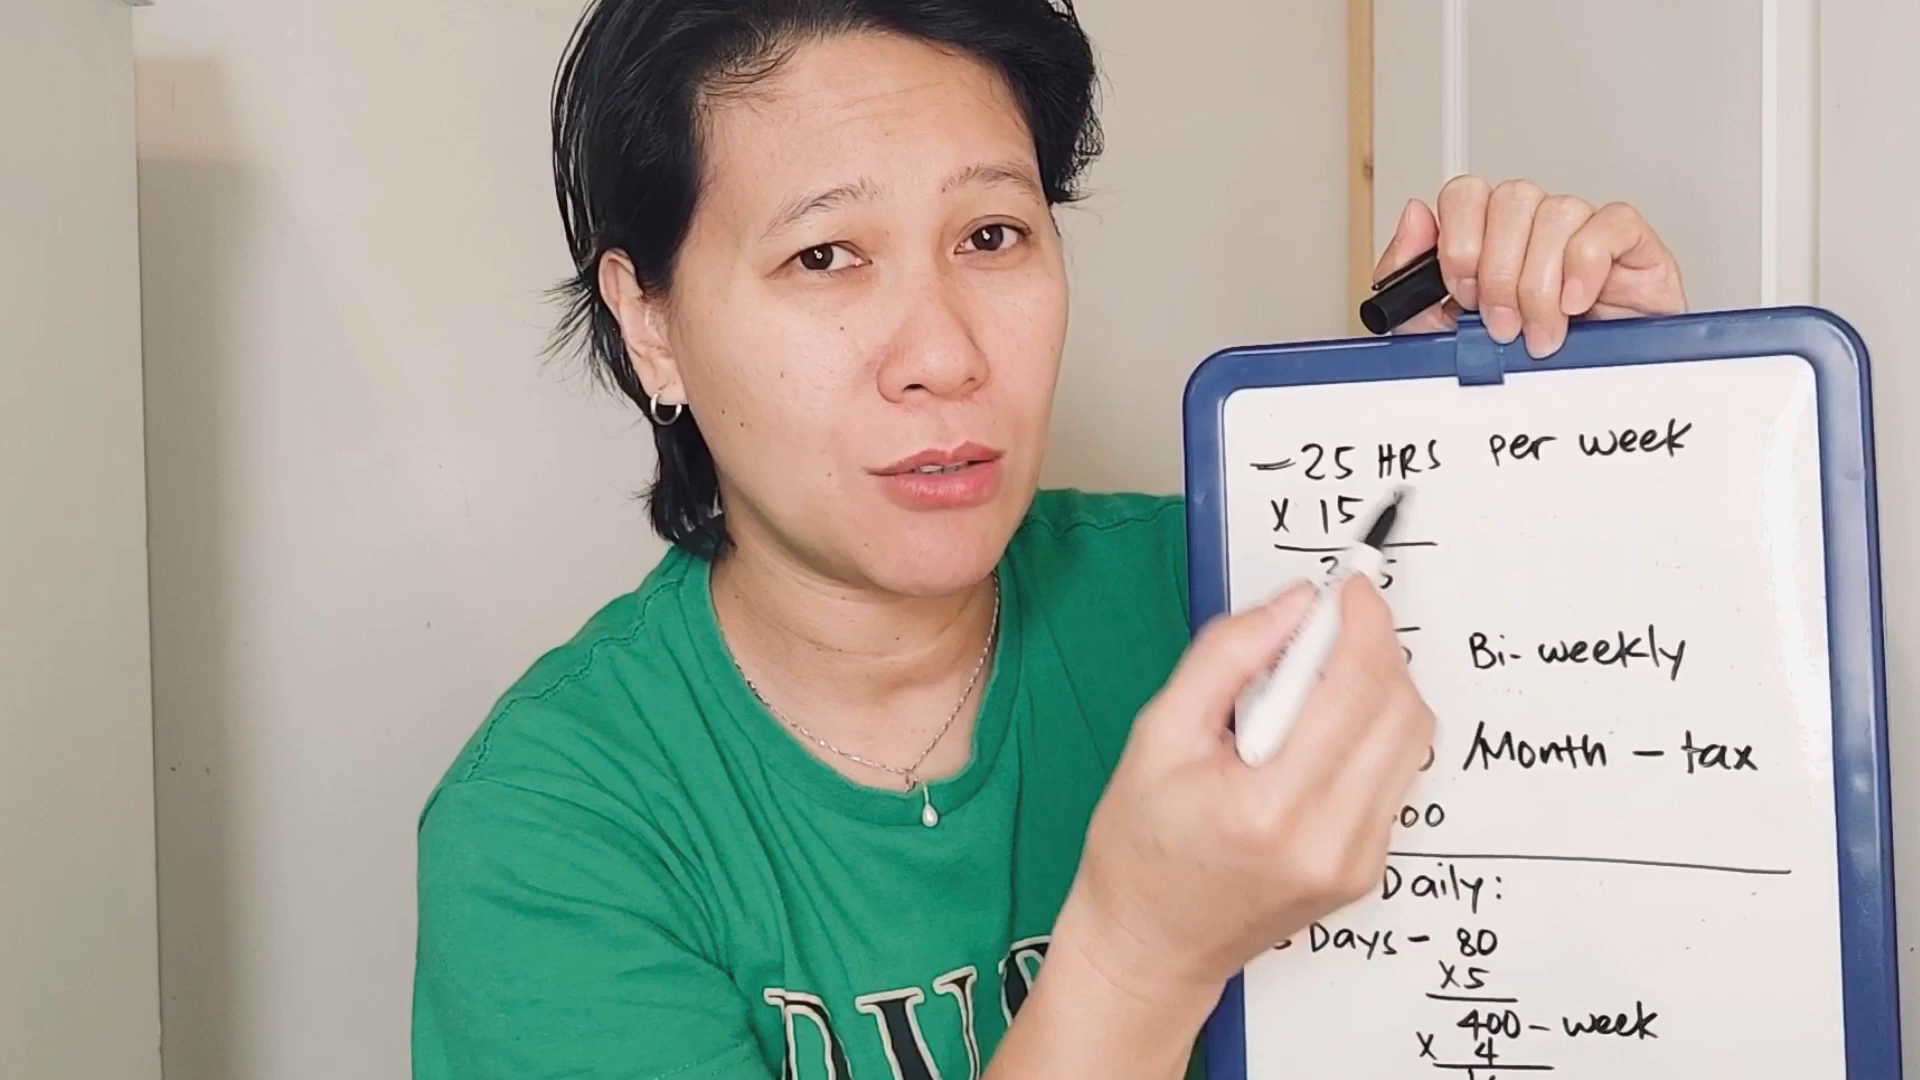 - 25 HRS per week
x 15
Bi-weekly
/Month - tax
00
Daily:
Days - 80
x5
400 - week
x 4